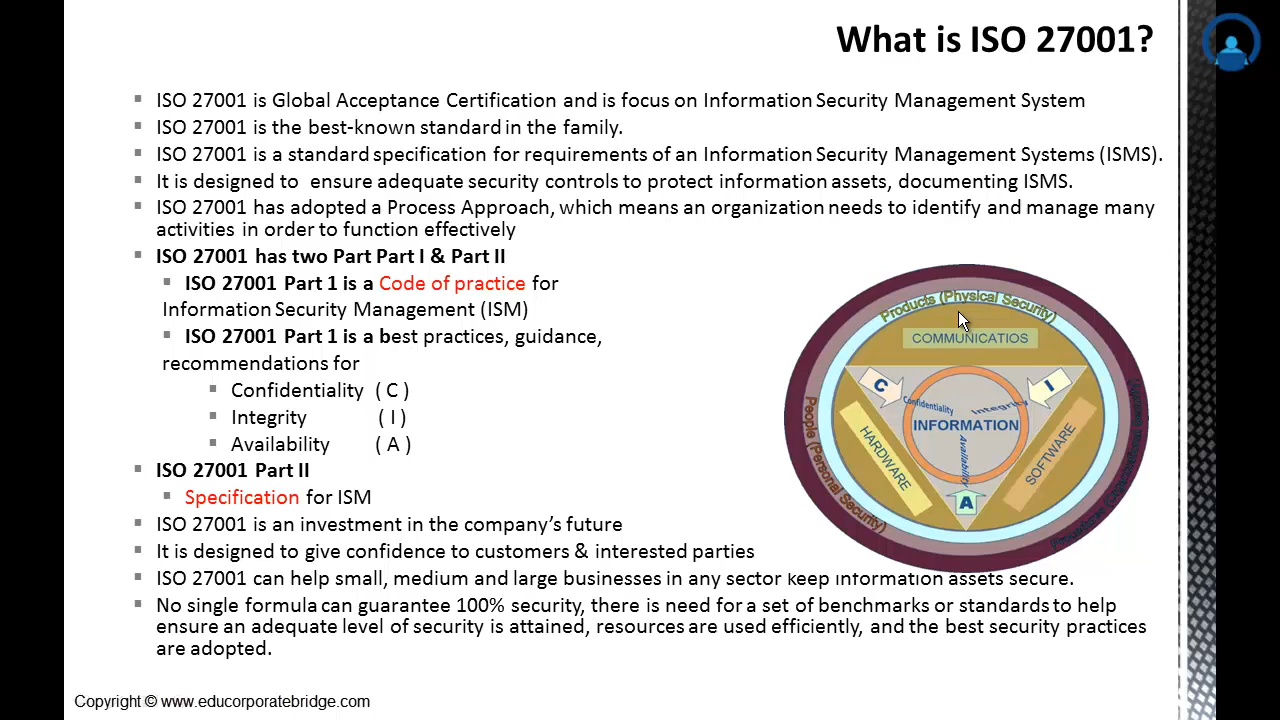 What is ISO 27001?
ISO 27001 is Global Acceptance Certification and is focus on Information Security Management System
ISO 27001 is the best-known standard in the family.
ISO 27001 is a standard specification for requirements of an Information Security Management Systems (ISMS).
It is designed to ensure adequate security controls to protect information assets, documenting ISMS.
ISO 27001 has adopted a Process Approach, which means an organization needs to identify and manage many
activities in order to function effectively
ISO 27001 has two Part Part I & Part II
ISO 27001 Part 1 is a Code of practice for
Information Security Management (ISM)
ISO 27001 Part 1 is a best practices, guidance,
recommendations for
Confidentiality ( C )
Integrity ( I )
Availability ( A )
ISO 27001 Part II
Specification for ISM
ISO 27001 is an investment in the company’s future
It is designed to give confidence to customers & interested parties
ISO 27001 can help small, medium and large businesses in any sector keep information assets secure.
No single formula can guarantee 100% security, there is need for a set of benchmarks or standards to help
ensure an adequate level of security is attained, resources are used efficiently, and the best security practices
are adopted.
Products (Physical Security)
COMMUNICATIOS
C
I
Confidentiality
Integrity
INFORMATION
Availability
HARDWARE
SOFTWARE
A
People (Personal Security)
Copyright © www.educorporatebridge.com